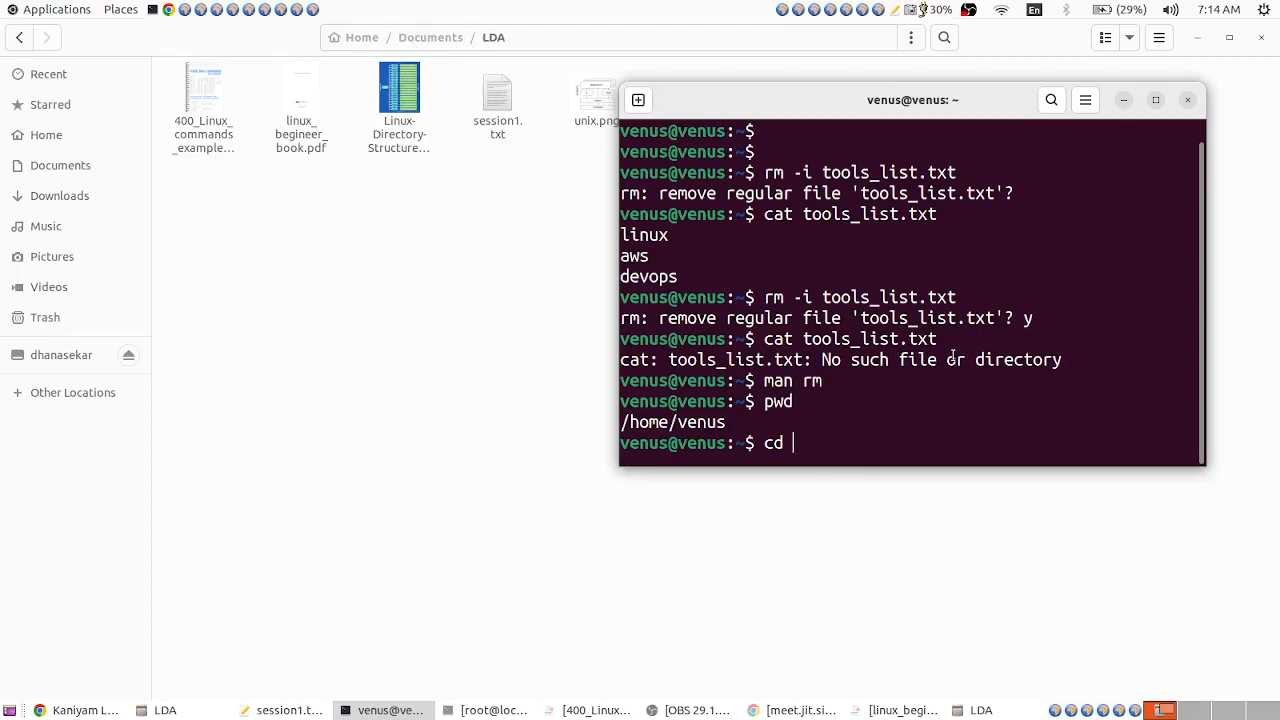 Applications Places
30%
En
(29%)
7:14 AM
Home / Documents / LDA
Recent
Starred
Home
Documents
Downloads
Music
Pictures
Videos
Trash
dhanasekar
+ Other Locations
400_Linux_
commands
_example...
linux_
begineer_
book.pdf
Linux-
Directory-
Structure...
session1.
txt
unix.png
venus@venus: ~
venus@venus:~$
venus@venus:~$
venus@venus:~$ rm -i tools_list.txt
rm: remove regular file 'tools_list.txt'?
venus@venus:~$ cat tools_list.txt
linux
aws
devops
venus@venus:~$ rm -i tools_list.txt
rm: remove regular file 'tools_list.txt'? y
venus@venus:~$ cat tools_list.txt
cat: tools_list.txt: No such file or directory
venus@venus:~$ man rm
venus@venus:~$ pwd
/home/venus
venus@venus:~$ cd
Kaniyam L...
LDA
session1.t...
venus@ve...
[root@loc...
[400_Linux...
[OBS 29.1....
[meet.jit.si...
[linux_begi...
LDA